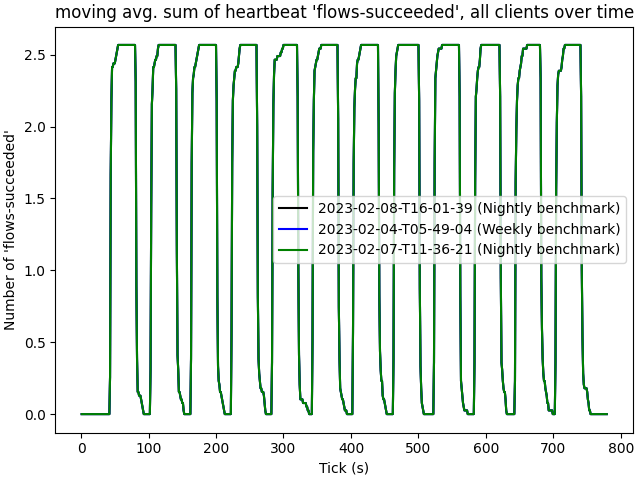 moving avg. sum of heartbeat 'flows-succeeded', all clients over time
Number of 'flows-succeeded'
2.5
2.0
1.5
1.0
0.5
0.0
2023-02-08-T16-01-39 (Nightly benchmark)
2023-02-04-T05-49-04 (Weekly benchmark)
2023-02-07-T11-36-21 (Nightly benchmark)
0 100 200 300 400 500 600 700 800
Tick (s)